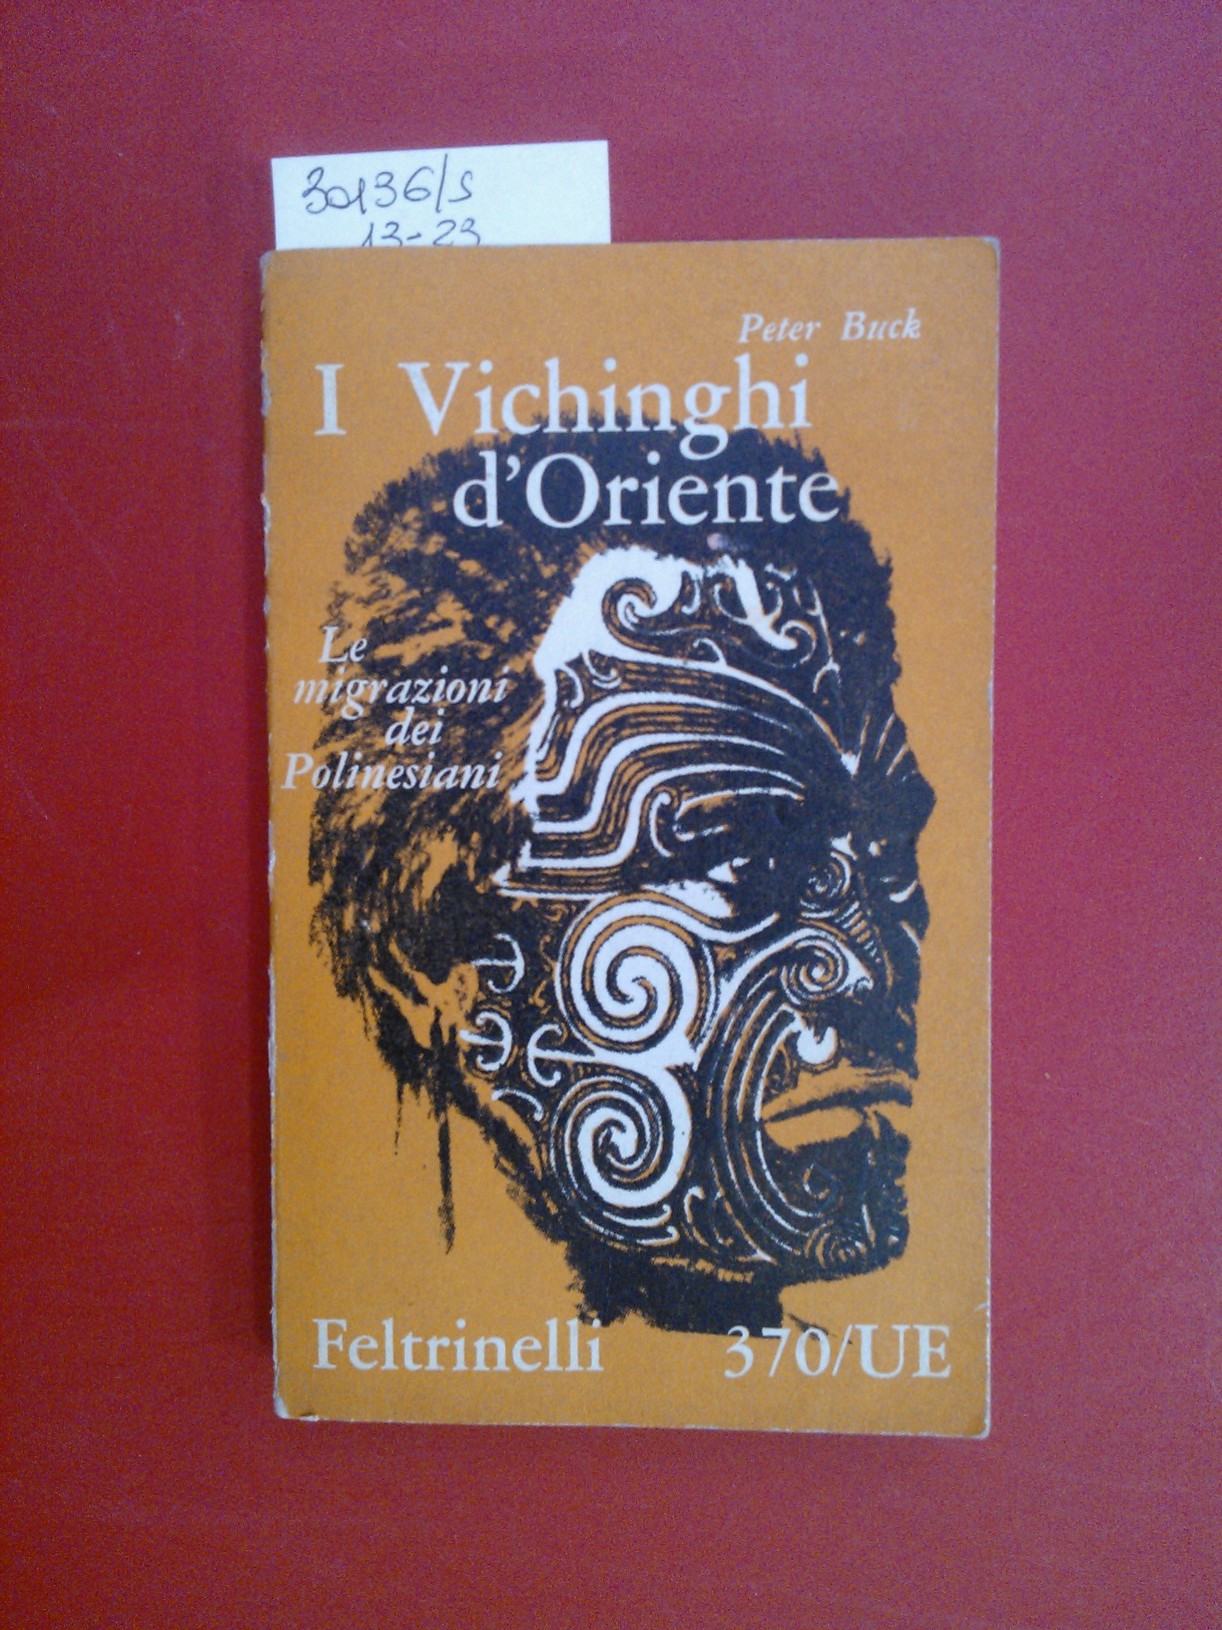 30136/s
13-23
Peter Buck
I Vichinghi
d'Oriente
Le
migrazioni
dei
Polinesiani
Feltrinelli 370/UE